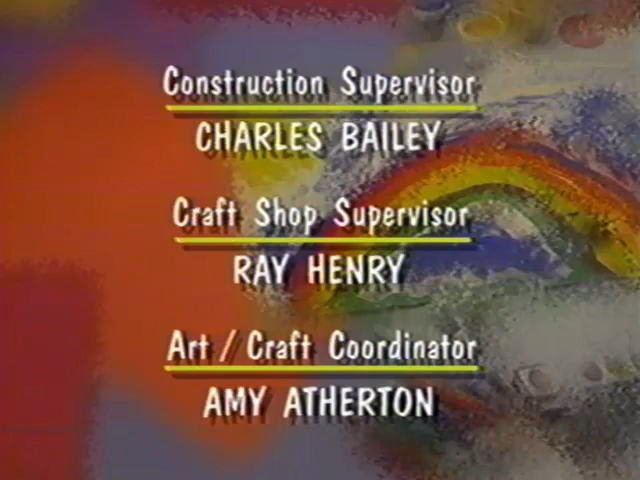 Construction Supervisor
CHARLES BAILEY
Craft Shop Supervisor
RAY HENRY
Art / Craft Coordinator
AMY ATHERTON